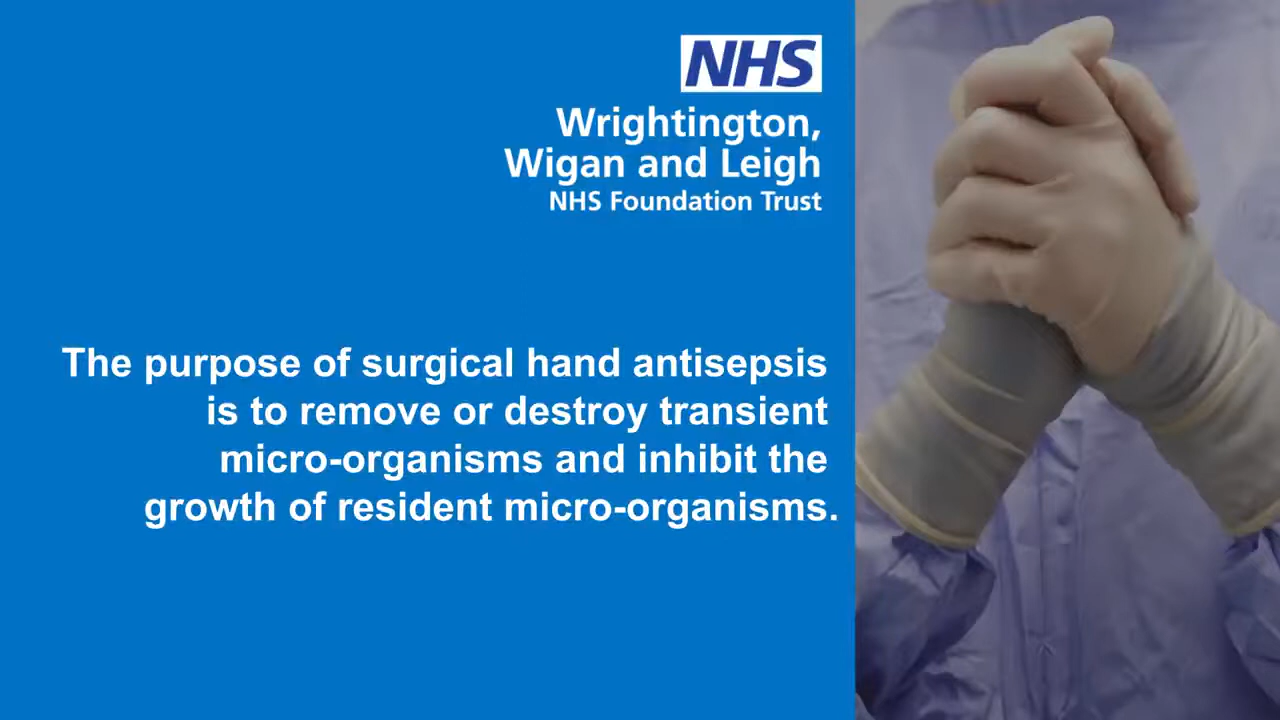 NHS
Wrightington,
Wigan and Leigh
NHS Foundation Trust
The purpose of surgical hand antisepsis
is to remove or destroy transient
micro-organisms and inhibit the
growth of resident micro-organisms.